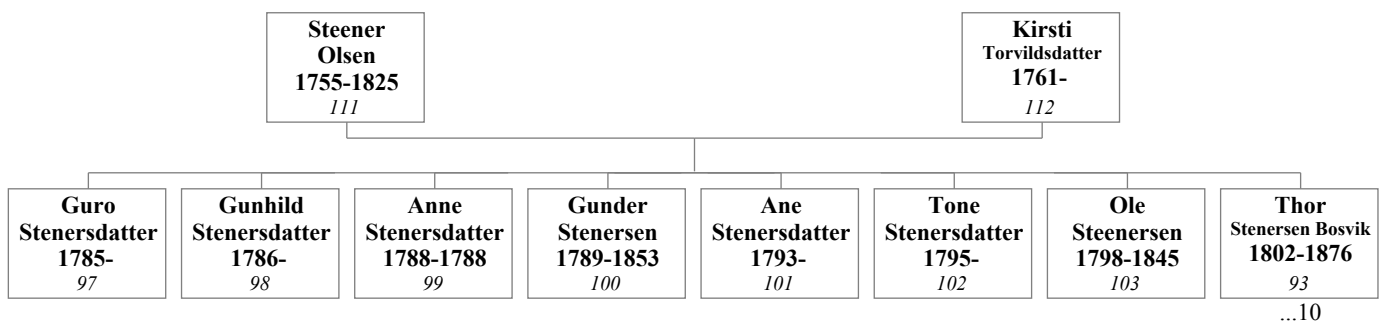 Steener
Olsen
1755-1825
111
Kirsti
Torvildsdatter
1761-
112
Guro
Stenersdatter
1785-
97
Gunhild
Stenersdatter
1786-
98
Anne
Stenersdatter
1788-1788
99
Gunder
Stenersen
1789-1853
100
Ane
Stenersdatter
1793-
101
Tone
Stenersdatter
1795-
102
Ole
Steenersen
1798-1845
103
Thor
Stenersen Bosvik
1802-1876
93
...10